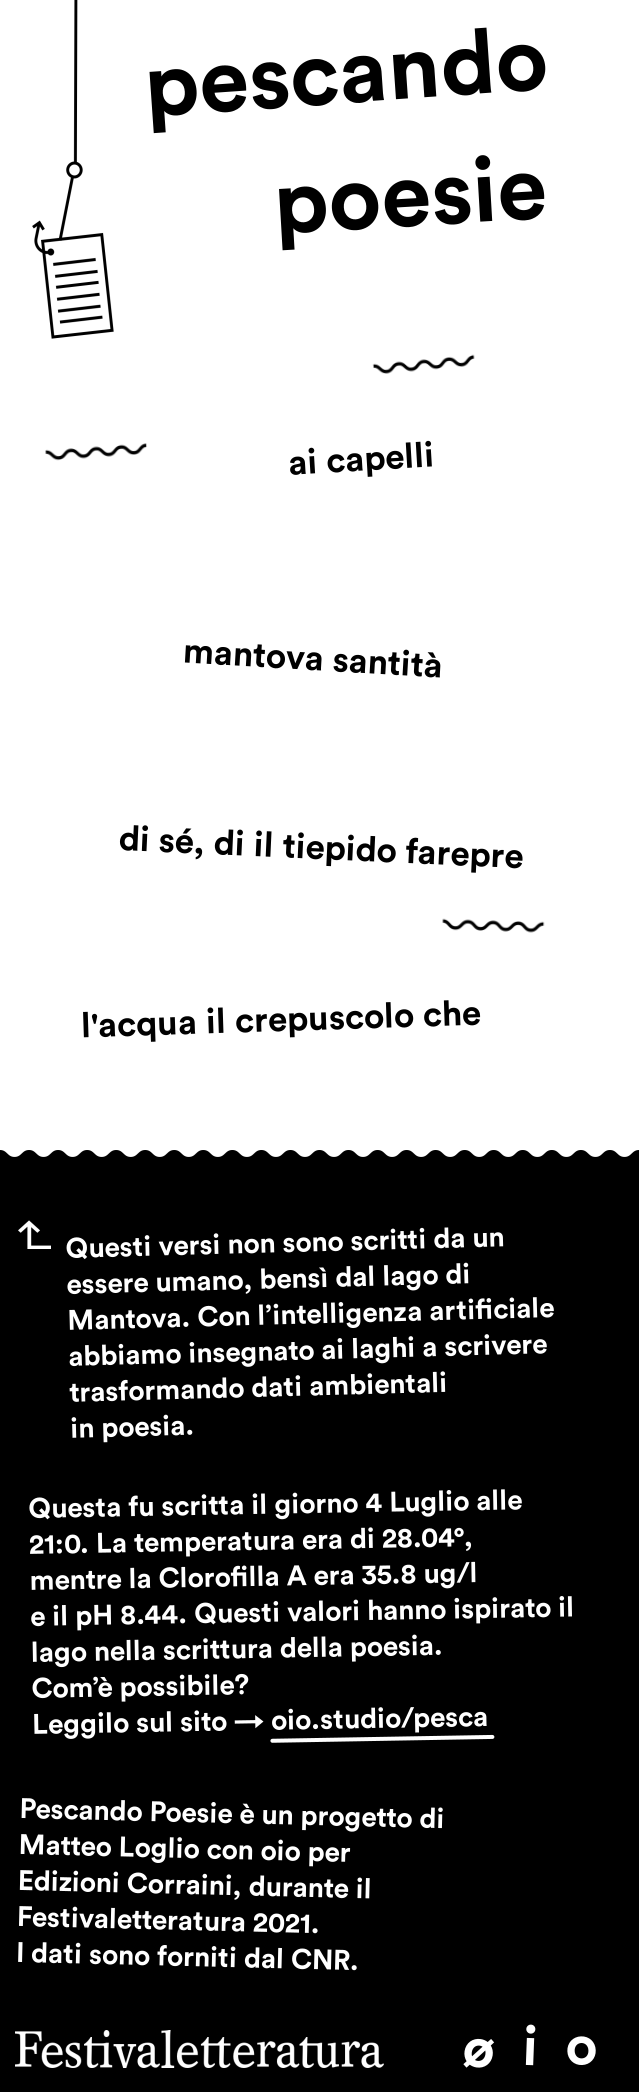 pescando
poesie
ai capelli
mantova santità
di sé, di il tiepido farepre
l'acqua il crepuscolo che
Questi versi non sono scritti da un
essere umano, bensì dal lago di
Mantova. Con l’intelligenza artificiale
abbiamo insegnato ai laghi a scrivere
trasformando dati ambientali
in poesia.
Questa fu scritta il giorno 4 Luglio alle
21:0. La temperatura era di 28.04°,
mentre la Clorofilla A era 35.8 ug/l
e il pH 8.44. Questi valori hanno ispirato il
lago nella scrittura della poesia.
Com’è possibile?
Leggilo sul sito → oio.studio/pesca
Pescando Poesie è un progetto di
Matteo Loglio con oio per
Edizioni Corraini, durante il
Festivaletteratura 2021.
I dati sono forniti dal CNR.
Festivaletteratura ø i o